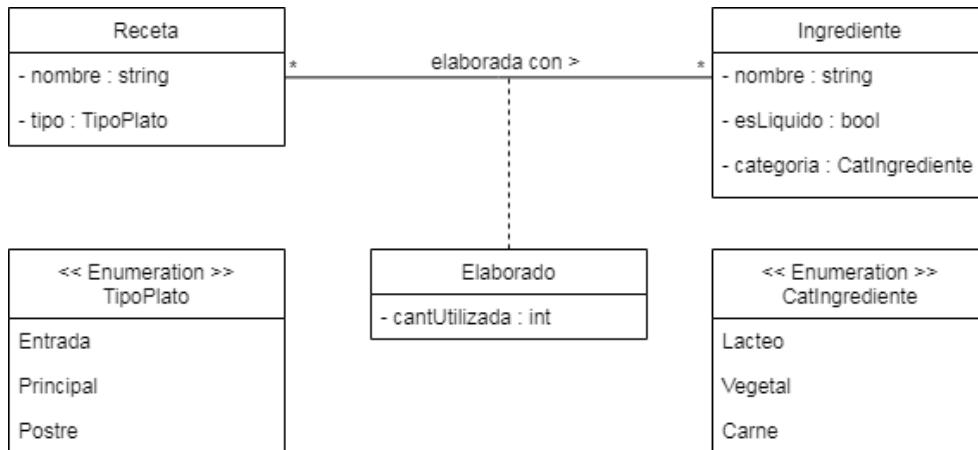 Receta
- nombre : string
- tipo : TipoPlato
*
elaborada con >
*
Ingrediente
- nombre : string
- esLiquido : bool
- categoria : CatIngrediente
<< Enumeration >>
TipoPlato
Entrada
Principal
Postre
Elaborado
- cantUtilizada : int
<< Enumeration >>
CatIngrediente
Lacteo
Vegetal
Carne